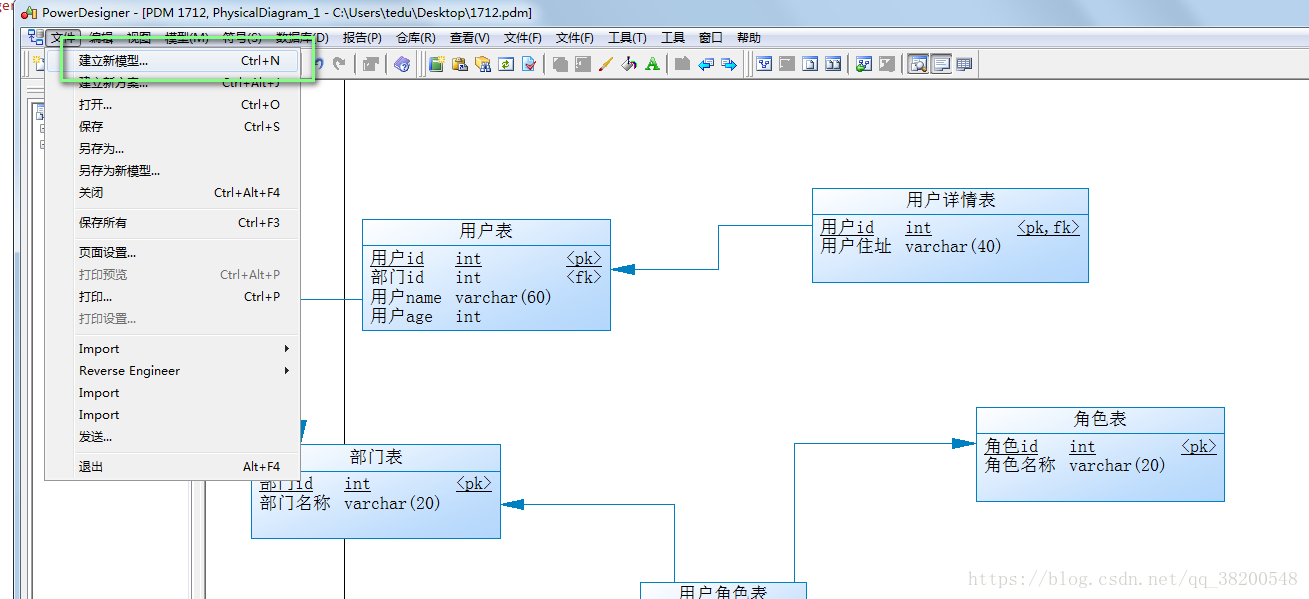 ger
PowerDesigner - [PDM 1712, PhysicalDiagram_1 - C:\Users\tedu\Desktop\1712.pdm]
文件 编辑 视图 模型(M) 符号(S) 数据库(D) 报告(P) 仓库(R) 查看(V) 文件(F) 文件(F) 工具(T) 工具 窗口 帮助
建立新模型... Ctrl+N
建立新方案... Ctrl+Alt+J
打开... Ctrl+O
保存 Ctrl+S
另存为...
另存为新模型...
关闭 Ctrl+Alt+F4
保存所有 Ctrl+F3
页面设置...
打印预览 Ctrl+Alt+P
打印... Ctrl+P
打印设置...
Import
Reverse Engineer
Import
Import
发送...
退出 Alt+F4
用户表
用户id int <pk>
部门id int <fk>
用户name varchar(60)
用户age int
用户详情表
用户id int <pk,fk>
用户住址 varchar(40)
部门表
部门id int <pk>
部门名称 varchar(20)
角色表
角色id int <pk>
角色名称 varchar(20)
用户角色表
https://blog.csdn.net/qq_38200548